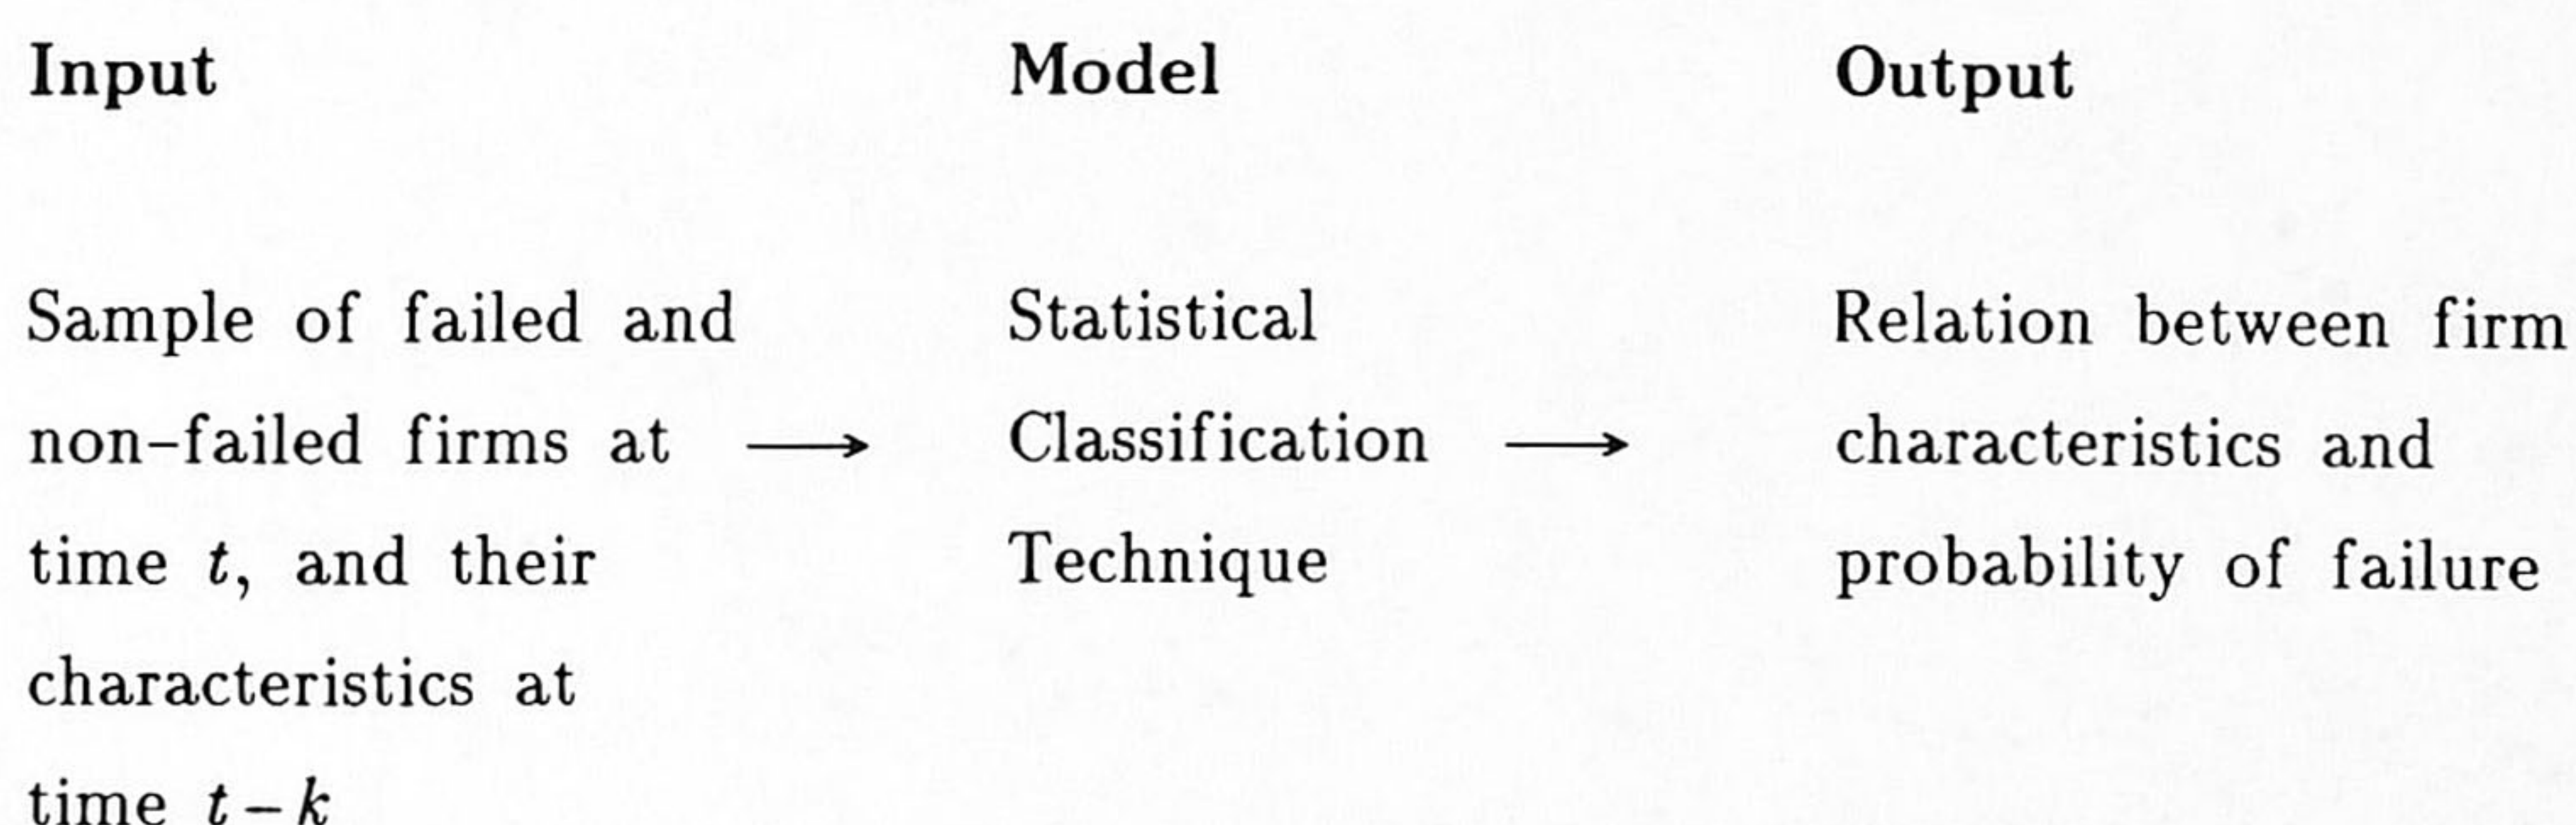 Input
Model
Output
Sample of failed and
non–failed firms at →
time t, and their
characteristics at
time t – k
Statistical
Classification →
Technique
Relation between firm
characteristics and
probability of failure